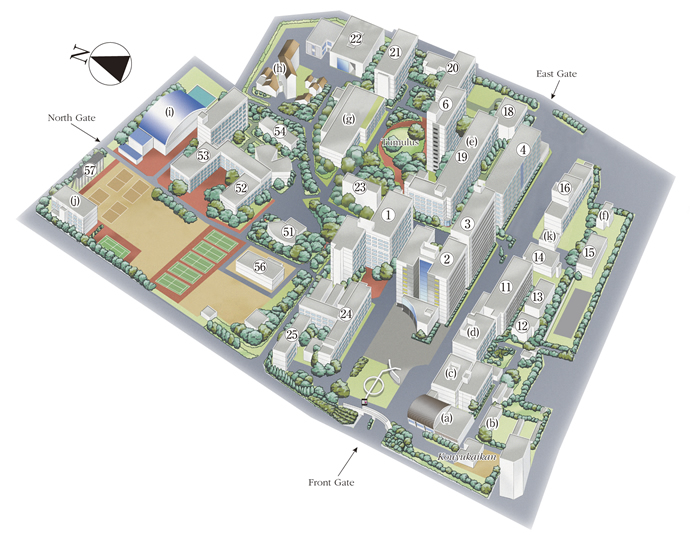 N
22
21
20
(h)
East Gate
6
18
(i)
North Gate
(g)
54
Tumulus
(e)
4
19
53
57
52
23
16
(j)
1
3
(f)
51
(k)
2
14
15
56
11
13
24
12
25
(d)
(c)
(a)
(b)
Kouyukaikan
Front Gate